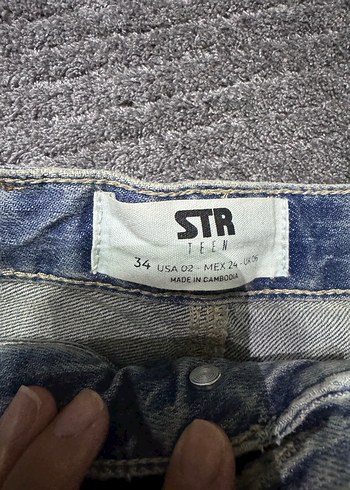 STR
TEEN
34 USA 02 - MEX 24 - UK 06
MADE IN CAMBODIA